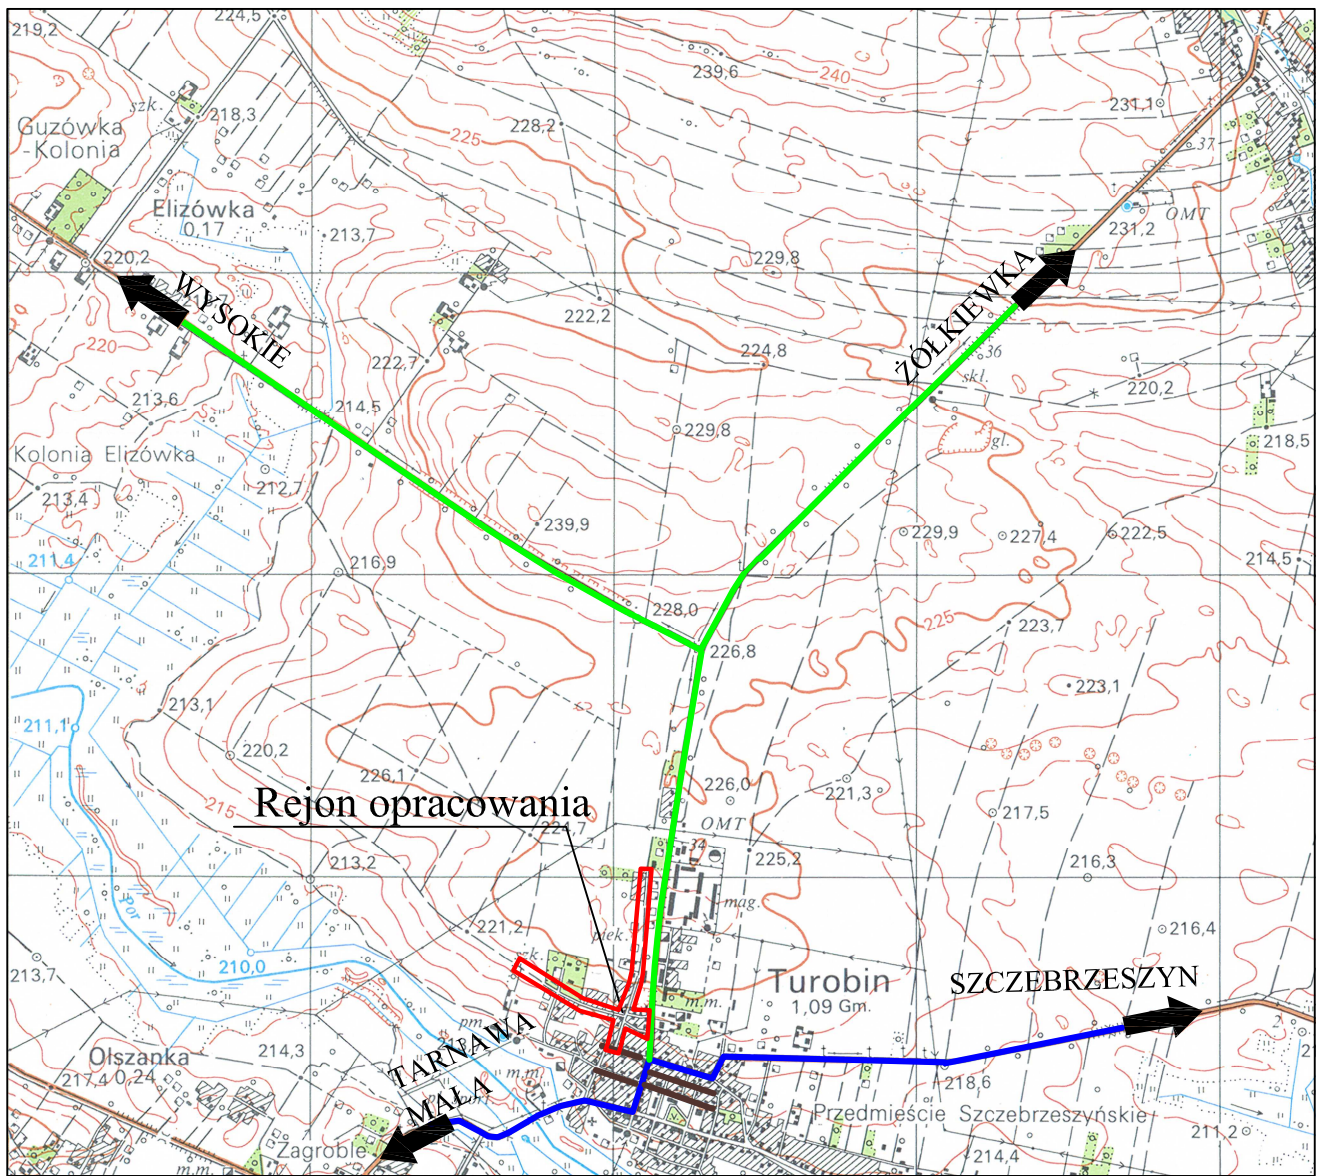 219,2
224,5
239,6
240
231,1
szk.
218,3
Guzówka
-Kolonia
225
228,2
37
Elizówka
0,17
213,7
OMT
231,2
220,2
229,8
WYSOKIE
ŻÓŁKIEWKA
222,2
220
222,7
224,8
36
skl.
220,2
213,6
214,5
229,8
gl.
218,5
Kolonia Elizówka
212,7
213,4
239,9
229,9
227,4
222,5
211,4
216,9
214,5
228,0
225
223,7
226,8
223,1
213,1
211,1
220,2
226,1
226,0
221,3
215
Rejon opracowania
217,5
224,7
OMT
34
225,2
213,2
216,3
mag.
Por
221,2
piek.
216,4
213,7
210,0
Turobin
1,09 Gm.
SZCZEBRZESZYN
m.m.
pm.
TARNAWA
MAŁA
Olszanka
0,24
217,4
214,3
m.m.
218,6
Przedmieście Szczebrzeszyńskie
211,2
Zagroble
214,4
m.m.